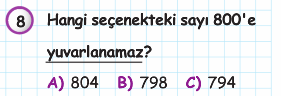 8 Hangi seçenekteki sayı 800'e
yuvarlanamaz?
A) 804 B) 798 C) 794